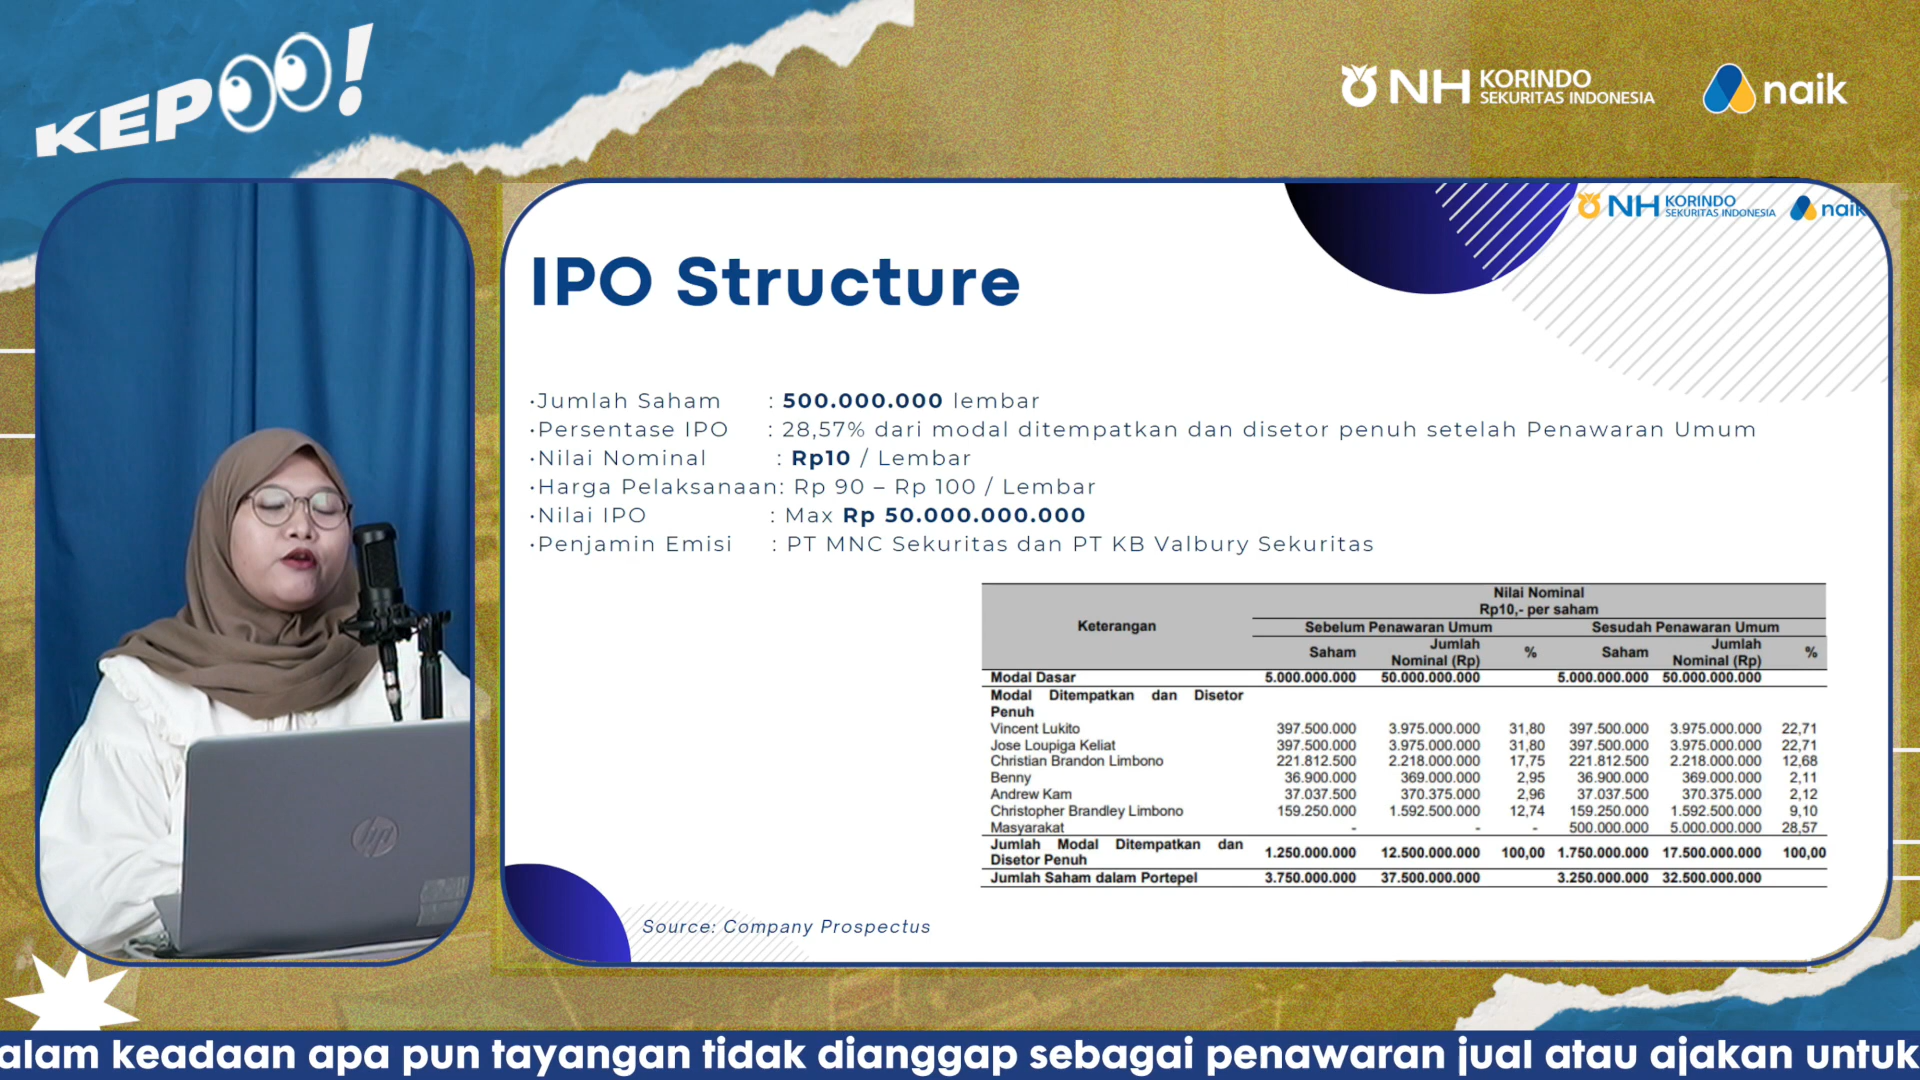 KEPOO!
NH KORINDO SEKURITAS INDONESIA
naik
NH KORINDO SEKURITAS INDONESIA
naik
IPO Structure
•Jumlah Saham : 500.000.000 lembar
•Persentase IPO : 28,57% dari modal ditempatkan dan disetor penuh setelah Penawaran Umum
•Nilai Nominal : Rp10 / Lembar
•Harga Pelaksanaan: Rp 90 – Rp 100 / Lembar
•Nilai IPO : Max Rp 50.000.000.000
•Penjamin Emisi : PT MNC Sekuritas dan PT KB Valbury Sekuritas
Nilai Nominal
Rp10,- per saham
Keterangan
Sebelum Penawaran Umum Sesudah Penawaran Umum
Saham Jumlah Nominal (Rp) % Saham Jumlah Nominal (Rp) %
Modal Dasar 5.000.000.000 50.000.000.000 5.000.000.000 50.000.000.000
Modal Ditempatkan dan Disetor
Penuh
Vincent Lukito 397.500.000 3.975.000.000 31,80 397.500.000 3.975.000.000 22,71
Jose Loupiga Keliat 397.500.000 3.975.000.000 31,80 397.500.000 3.975.000.000 22,71
Christian Brandon Limbono 221.812.500 2.218.000.000 17,75 221.812.500 2.218.000.000 12,68
Benny 36.900.000 369.000.000 2,95 36.900.000 369.000.000 2,11
Andrew Kam 37.037.500 370.375.000 2,96 37.037.500 370.375.000 2,12
Christopher Brandley Limbono 159.250.000 1.592.500.000 12,74 159.250.000 1.592.500.000 9,10
Masyarakat - - - 500.000.000 5.000.000.000 28,57
Jumlah Modal Ditempatkan dan
Disetor Penuh 1.250.000.000 12.500.000.000 100,00 1.750.000.000 17.500.000.000 100,00
Jumlah Saham dalam Portepel 3.750.000.000 37.500.000.000 3.250.000.000 32.500.000.000
Source: Company Prospectus
hp
alam keadaan apa pun tayangan tidak dianggap sebagai penawaran jual atau ajakan untuk